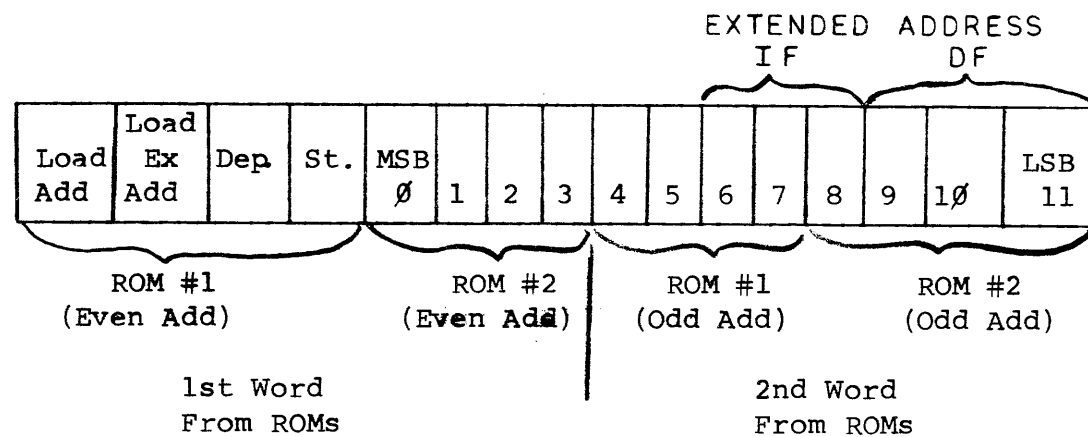 EXTENDED ADDRESS
IF DF
Load Add
Load Ex Add
Dep.
St.
MSB Ø
1 2 3 4 5 6 7 8 9 1Ø
LSB 11
ROM #1 ROM #2 ROM #1 ROM #2
(Even Add) (Even Add) (Odd Add) (Odd Add)
1st Word 2nd Word
From ROMs From ROMs